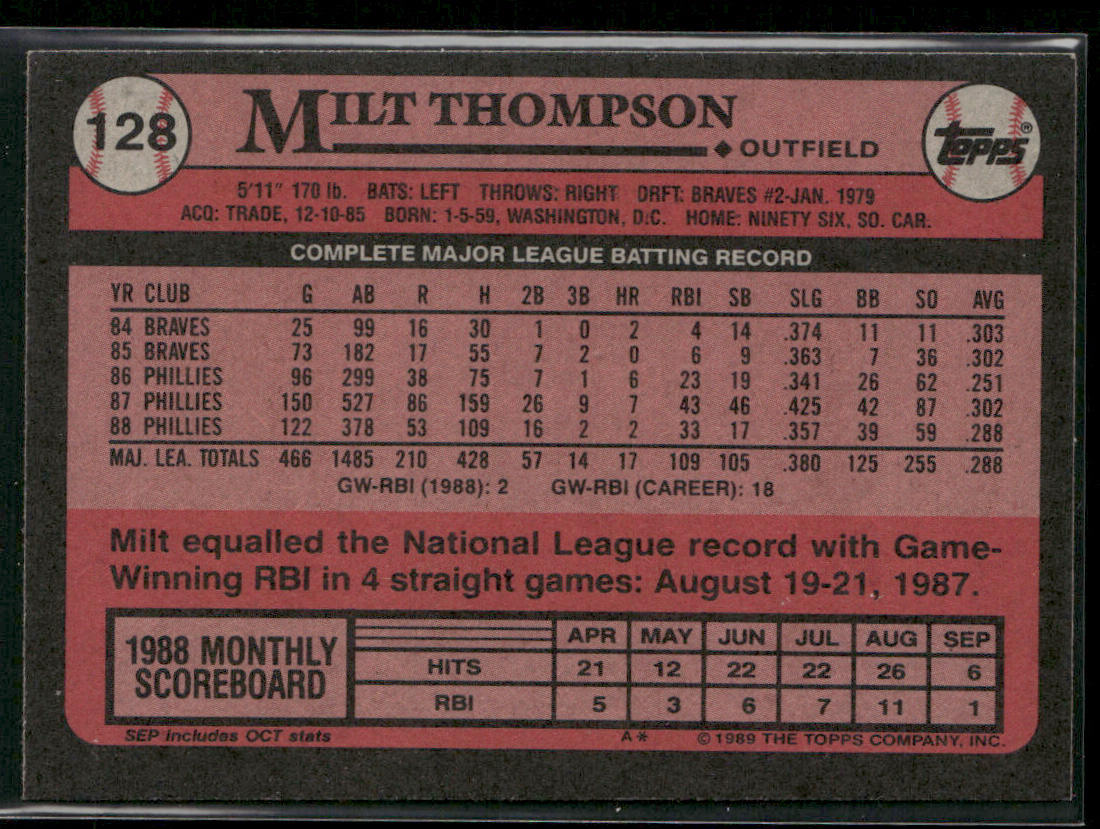 128
MILT THOMPSON
OUTFIELD
Topps®
5'11" 170 lb. BATS: LEFT THROWS: RIGHT DRFT: BRAVES #2-JAN. 1979
ACQ: TRADE, 12-10-85 BORN: 1-5-59, WASHINGTON, D.C. HOME: NINETY SIX, SO. CAR.
COMPLETE MAJOR LEAGUE BATTING RECORD
YR CLUB G AB R H 2B 3B HR RBI SB SLG BB SO AVG
84 BRAVES 25 99 16 30 1 0 2 4 14 .374 11 11 .303
85 BRAVES 73 182 17 55 7 2 0 6 9 .363 7 36 .302
86 PHILLIES 96 299 38 75 7 1 6 23 19 .341 26 62 .251
87 PHILLIES 150 527 86 159 26 9 7 43 46 .425 42 87 .302
88 PHILLIES 122 378 53 109 16 2 2 33 17 .357 39 59 .288
MAJ. LEA. TOTALS 466 1485 210 428 57 14 17 109 105 .380 125 255 .288
GW-RBI (1988): 2 GW-RBI (CAREER): 18
Milt equalled the National League record with Game-
Winning RBI in 4 straight games: August 19-21, 1987.
1988 MONTHLY
SCOREBOARD
APR MAY JUN JUL AUG SEP
HITS 21 12 22 22 26 6
RBI 5 3 6 7 11 1
SEP includes OCT stats A* © 1989 THE TOPPS COMPANY, INC.